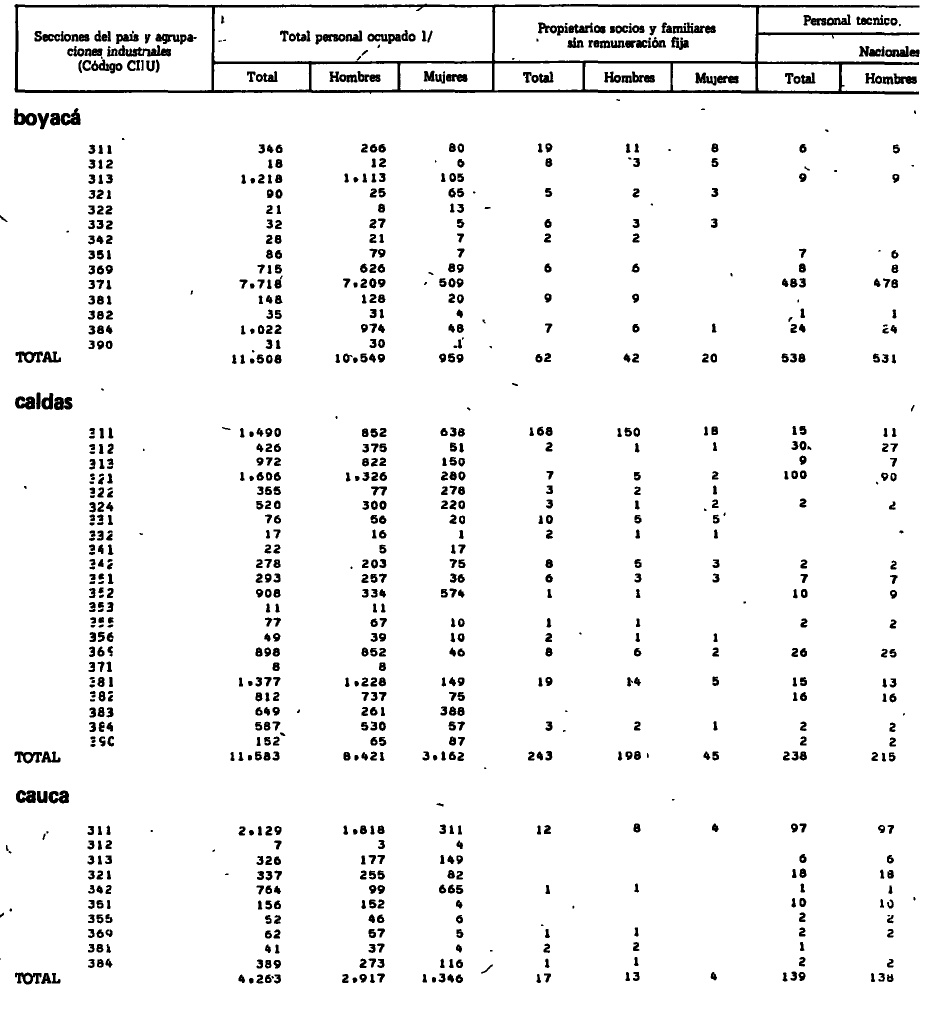 Secciones del país y agrupaciones industriales (Código CIIU) | Total personal ocupado 1/ | Propietarios socios y familiares sin remuneración fija | Personal tecnico.
Nacionales
Total Hombres Mujeres Total Hombres Mujeres Total Hombres
boyacá
311 346 266 80 19 11 8 6 5
312 18 12 6 8 3 5
313 1.218 1.113 105 9 9
321 90 25 65 5 2 3
322 21 8 13
332 32 27 5 6 3 3
342 28 21 7 2 2
351 86 79 7 7 6
369 715 626 89 6 6 8 8
371 7.718 7.209 509 483 478
381 148 128 20 9 9
382 35 31 4 1 1
384 1.022 974 48 7 6 1 24 24
390 31 30 1
TOTAL 11.508 10.549 959 62 42 20 538 531
caldas
311 1.490 852 638 168 150 18 15 11
312 426 375 51 2 1 1 30 27
313 972 822 150 9 7
321 1.606 1.326 280 7 5 2 100 90
322 355 77 278 3 2 1
324 520 300 220 3 1 2 2 2
331 76 56 20 10 5 5
332 17 16 1 2 1 1
341 22 5 17
342 278 203 75 8 5 3 2 2
351 293 257 36 6 3 3 7 7
352 908 334 574 1 1 10 9
353 11 11
355 77 67 10 1 1 2 2
356 49 39 10 2 1 1
369 898 852 46 8 6 2 26 25
371 8 8
381 1.377 1.228 149 19 14 5 15 13
382 812 737 75 16 16
383 649 261 388
384 587 530 57 3 2 1 2 2
390 152 65 87 2 2
TOTAL 11.583 8.421 3.162 243 198 45 238 215
cauca
311 2.129 1.818 311 12 8 4 97 97
312 7 3 4
313 326 177 149 6 6
321 337 255 82 18 18
342 764 99 665 1 1 1 1
351 156 152 4 10 10
355 52 46 6 2 2
369 62 57 5 1 1 2 2
381 41 37 4 2 2 1
384 389 273 116 1 1 2 2
TOTAL 4.263 2.917 1.346 17 13 4 139 138